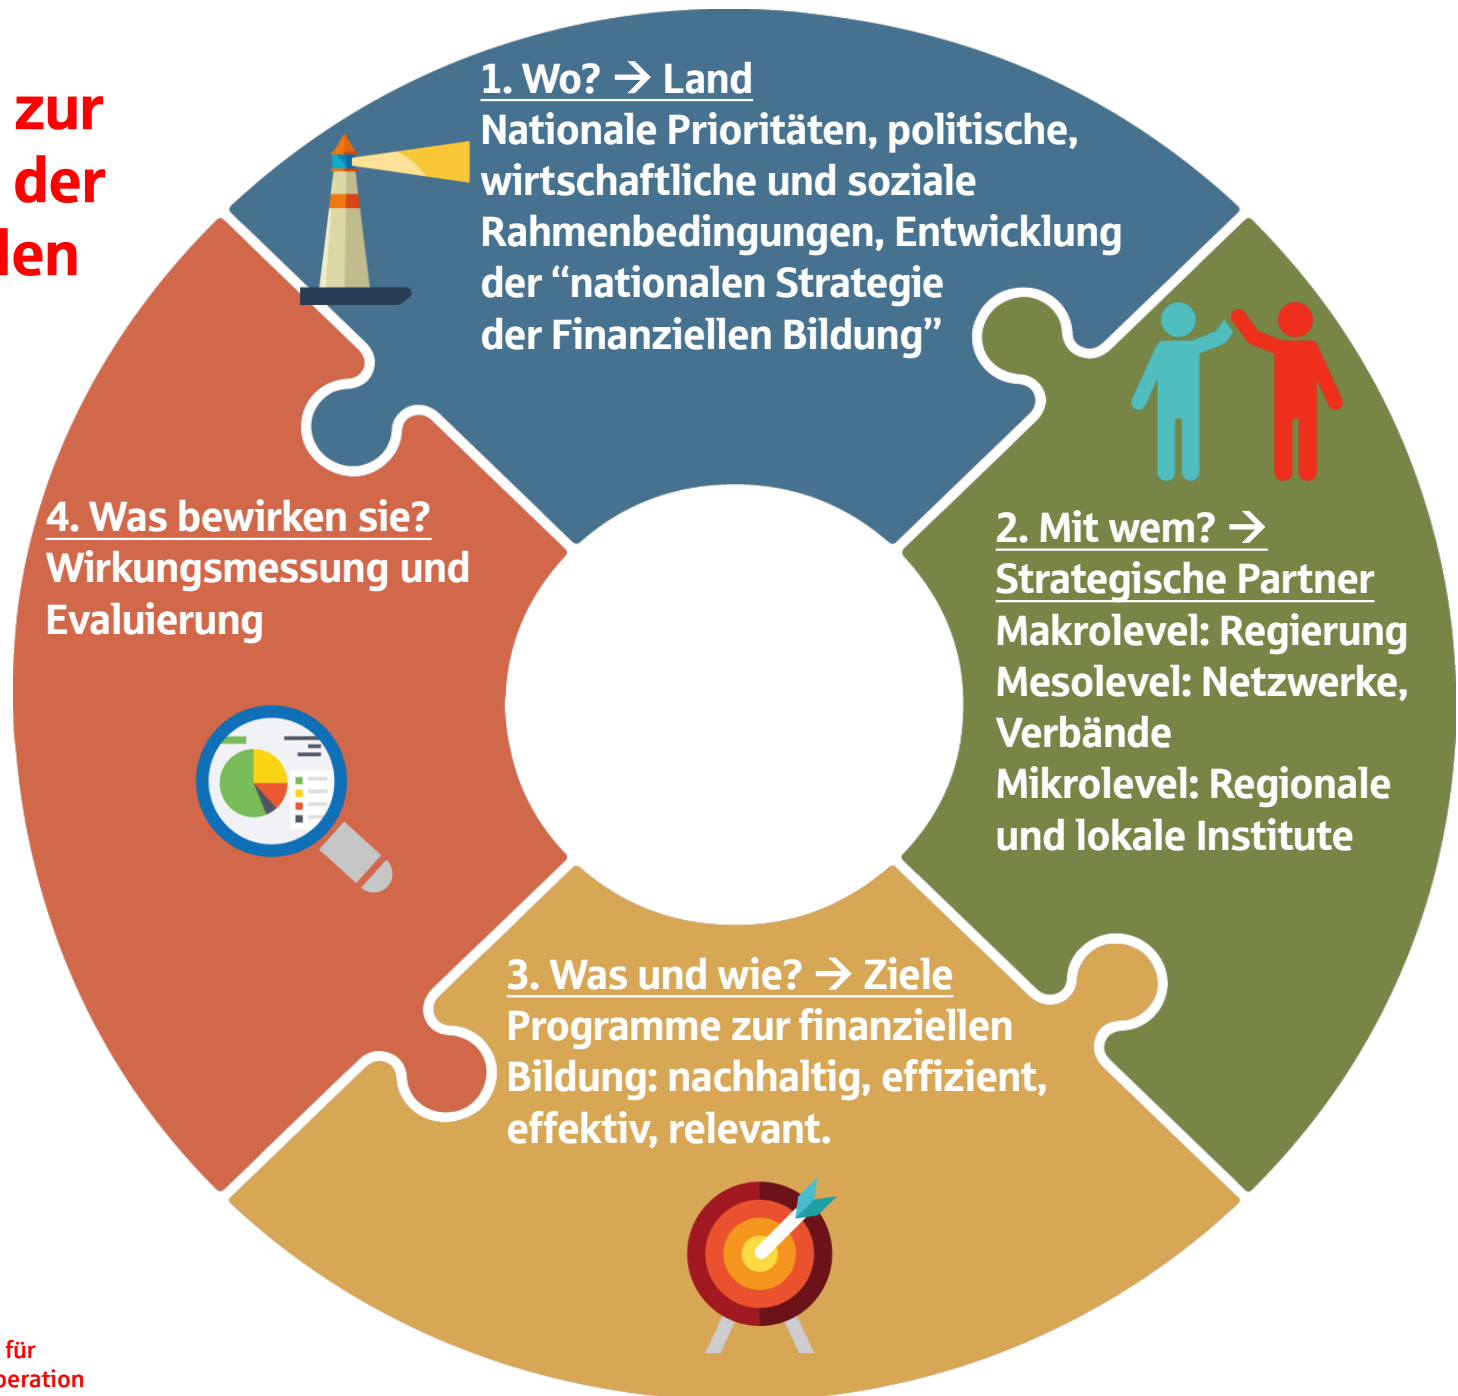 zur
der
1. Wo? → Land
Nationale Prioritäten, politische,
wirtschaftliche und soziale
Rahmenbedingungen, Entwicklung
der “nationalen Strategie
der Finanziellen Bildung”
2. Mit wem? →
Strategische Partner
Makrolevel: Regierung
Mesolevel: Netzwerke,
Verbände
Mikrolevel: Regionale
und lokale Institute
3. Was und wie? → Ziele
Programme zur finanziellen
Bildung: nachhaltig, effizient,
effektiv, relevant.
4. Was bewirken sie?
Wirkungsmessung und
Evaluierung
für